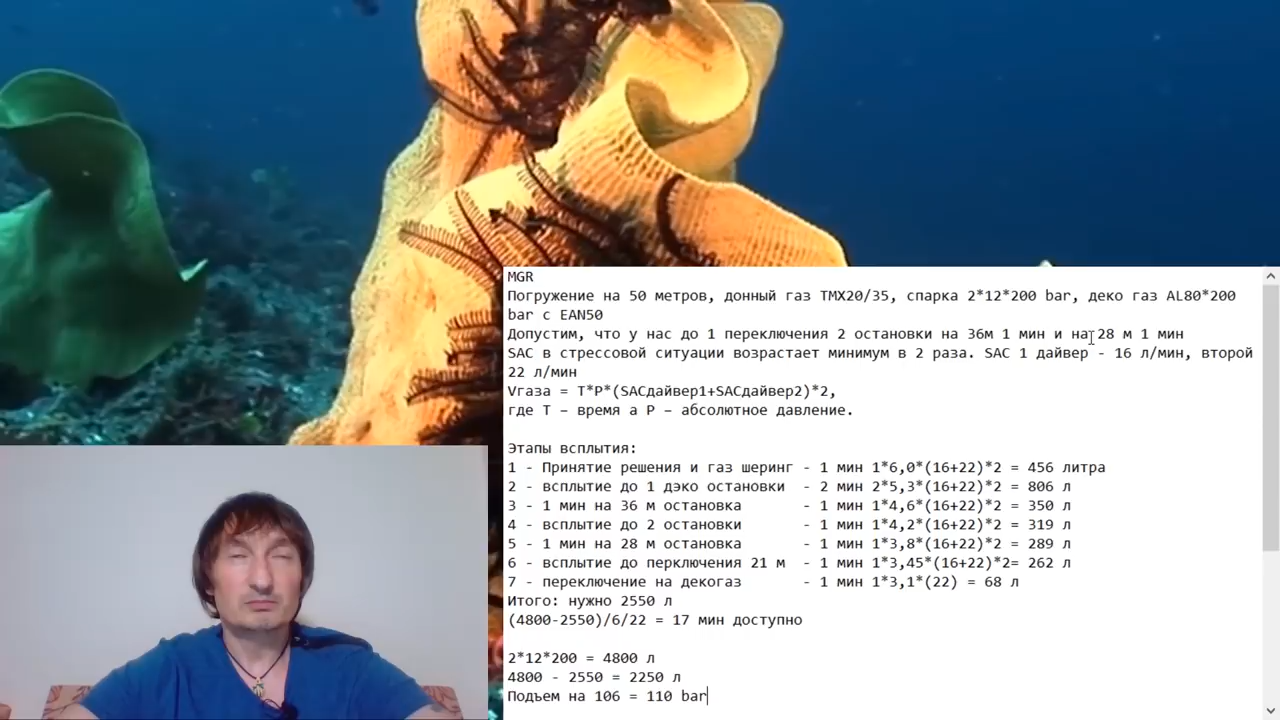 MGR
Погружение на 50 метров, донный газ TMX20/35, спарка 2*12*200 bar, деко газ AL80*200
bar с EAN50
Допустим, что у нас до 1 переключения 2 остановки на 36м 1 мин и на 28 м 1 мин
SAC в стрессовой ситуации возрастает минимум в 2 раза. SAC 1 дайвер - 16 л/мин, второй
22 л/мин
Vгаза = T*P*(SACдайвер1+SACдайвер2)*2,
где Т – время а Р – абсолютное давление.
Этапы всплытия:
1 - Принятие решения и газ шеринг - 1 мин 1*6,0*(16+22)*2 = 456 литра
2 - всплытие до 1 дэко остановки - 2 мин 2*5,3*(16+22)*2 = 806 л
3 - 1 мин на 36 м остановка - 1 мин 1*4,6*(16+22)*2 = 350 л
4 - всплытие до 2 остановки - 1 мин 1*4,2*(16+22)*2 = 319 л
5 - 1 мин на 28 м остановка - 1 мин 1*3,8*(16+22)*2 = 289 л
6 - всплытие до перключения 21 м - 1 мин 1*3,45*(16+22)*2= 262 л
7 - переключение на декогаз - 1 мин 1*3,1*(22) = 68 л
Итого: нужно 2550 л
(4800-2550)/6/22 = 17 мин доступно
2*12*200 = 4800 л
4800 - 2550 = 2250 л
Подъем на 106 = 110 bar